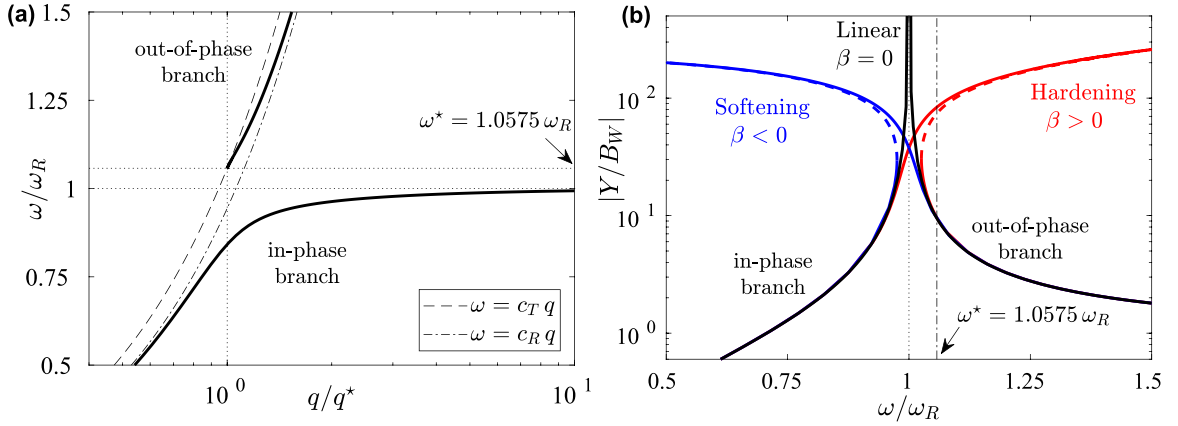 (a)
1.5
1.25
1
0.75
0.5
ω/ω_R
out-of-phase
branch
ω* = 1.0575 ω_R
in-phase
branch
ω = c_T q
ω = c_R q
10^0
10^1
q/q*
(b)
10^2
10^1
10^0
|Y/B_W|
Linear
β = 0
Softening
β < 0
Hardening
β > 0
in-phase
branch
out-of-phase
branch
ω* = 1.0575 ω_R
0.5
0.75
1
1.25
1.5
ω/ω_R